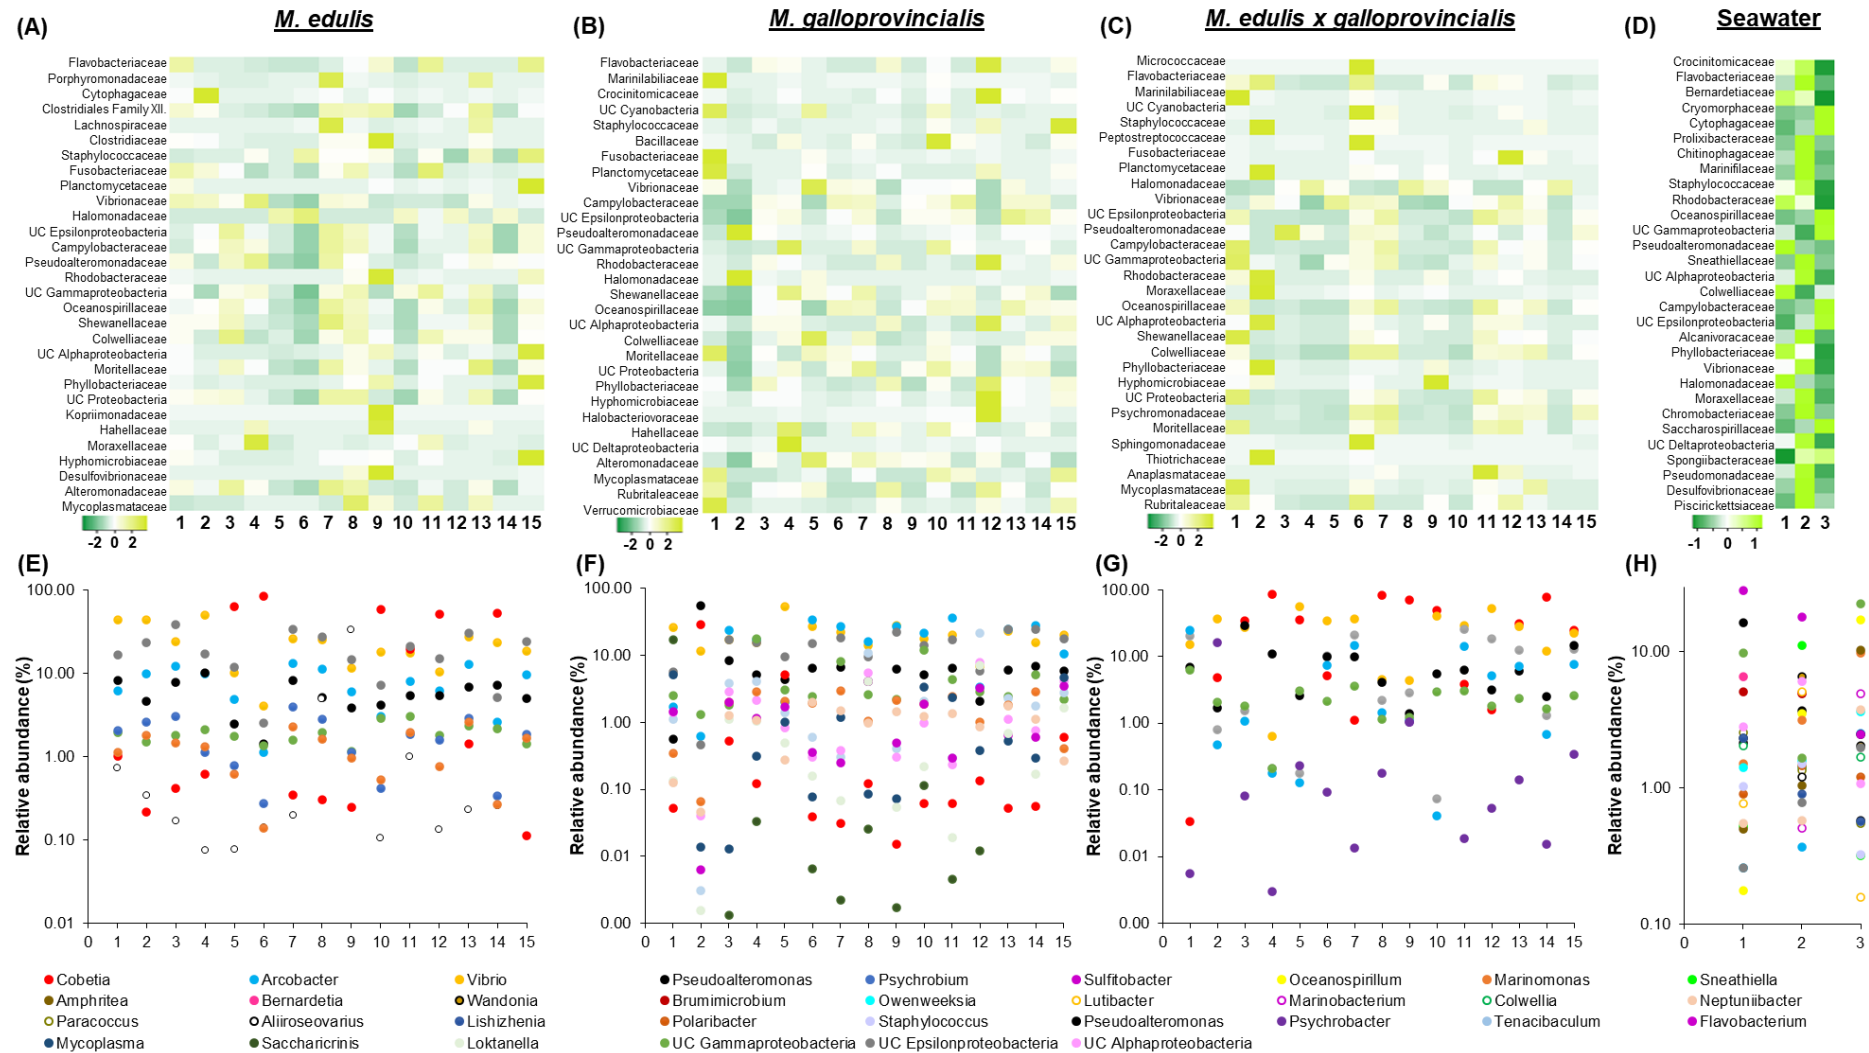 (A) M. edulis
Flavobacteriaceae
Porphyromonadaceae
Cytophagaceae
Clostridiales Family XII.
Lachnospiraceae
Clostridiaceae
Staphylococcaceae
Fusobacteriaceae
Planctomycetaceae
Vibrionaceae
Halomonadaceae
UC Epsilonproteobacteria
Campylobacteraceae
Pseudoalteromonadaceae
Rhodobacteraceae
UC Gammaproteobacteria
Oceanospirillaceae
Shewanellaceae
Colwelliaceae
UC Alphaproteobacteria
Moritellaceae
Phyllobacteriaceae
UC Proteobacteria
Kopriimonadaceae
Hahellaceae
Moraxellaceae
Hyphomicrobiaceae
Desulfovibrionaceae
Alteromonadaceae
Mycoplasmataceae
1 2 3 4 5 6 7 8 9 10 11 12 13 14 15
-2 0 2
(B) M. galloprovincialis
Flavobacteriaceae
Marinilabiliaceae
Crocinitomicaceae
UC Cyanobacteria
Staphylococcaceae
Bacillaceae
Fusobacteriaceae
Planctomycetaceae
Vibrionaceae
Campylobacteraceae
UC Epsilonproteobacteria
Pseudoalteromonadaceae
UC Gammaproteobacteria
Rhodobacteraceae
Halomonadaceae
Shewanellaceae
Oceanospirillaceae
UC Alphaproteobacteria
Colwelliaceae
Moritellaceae
UC Proteobacteria
Phyllobacteriaceae
Hyphomicrobiaceae
Halobacteriovoraceae
Hahellaceae
UC Deltaproteobacteria
Alteromonadaceae
Mycoplasmataceae
Rubritaleaceae
Verrucomicrobiaceae
1 2 3 4 5 6 7 8 9 10 11 12 13 14 15
-2 0 2
(C) M. edulis x galloprovincialis
Micrococcaceae
Flavobacteriaceae
Marinilabiliaceae
UC Cyanobacteria
Staphylococcaceae
Peptostreptococcaceae
Fusobacteriaceae
Planctomycetaceae
Halomonadaceae
Vibrionaceae
UC Epsilonproteobacteria
Pseudoalteromonadaceae
Campylobacteraceae
UC Gammaproteobacteria
Rhodobacteraceae
Moraxellaceae
Oceanospirillaceae
UC Alphaproteobacteria
Shewanellaceae
Colwelliaceae
Phyllobacteriaceae
Hyphomicrobiaceae
UC Proteobacteria
Psychromonadaceae
Moritellaceae
Sphingomonadaceae
Thiotrichaceae
Anaplasmataceae
Mycoplasmataceae
Rubritaleaceae
1 2 3 4 5 6 7 8 9 10 11 12 13 14 15
-2 0 2
(D) Seawater
Crocinitomicaceae
Flavobacteriaceae
Bernardetiaceae
Cryomorphaceae
Cytophagaceae
Prolixibacteraceae
Chitinophagaceae
Marinifilaceae
Staphylococcaceae
Rhodobacteraceae
Oceanospirillaceae
UC Gammaproteobacteria
Pseudoalteromonadaceae
Sneathiellaceae
UC Alphaproteobacteria
Colwelliaceae
Campylobacteraceae
UC Epsilonproteobacteria
Alcanivoracaceae
Phyllobacteriaceae
Vibrionaceae
Halomonadaceae
Moraxellaceae
Chromobacteriaceae
Saccharospirillaceae
UC Deltaproteobacteria
Spongiibacteraceae
Pseudomonadaceae
Desulfovibrionaceae
Piscirickettsiaceae
1 2 3
-1 0 1
(E)
Relative abundance (%)
100.00
10.00
1.00
0.10
0.01
0 1 2 3 4 5 6 7 8 9 10 11 12 13 14 15
(F)
Relative abundance (%)
100.00
10.00
1.00
0.10
0.01
0.00
0 1 2 3 4 5 6 7 8 9 10 11 12 13 14 15
(G)
Relative abundance (%)
100.00
10.00
1.00
0.10
0.01
0.00
0 1 2 3 4 5 6 7 8 9 10 11 12 13 14 15
(H)
Relative abundance (%)
10.00
1.00
0.10
0 1 2 3
Cobetia Arcobacter Vibrio Pseudoalteromonas Psychrobium Sulfitobacter Oceanospirillum Marinomonas Sneathiella
Amphritea Bernardetia Wandonia Brumimicrobium Owenweeksia Lutibacter Marinobacterium Colwellia Neptuniibacter
Paracoccus Aliiroseovarius Lishizhenia Polaribacter Staphylococcus Pseudoalteromonas Psychrobacter Tenacibaculum Flavobacterium
Mycoplasma Saccharicrinis Loktanella UC Gammaproteobacteria UC Epsilonproteobacteria UC Alphaproteobacteria